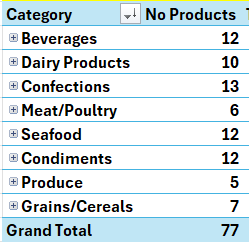 Category No Products
Beverages 12
Dairy Products 10
Confections 13
Meat/Poultry 6
Seafood 12
Condiments 12
Produce 5
Grains/Cereals 7
Grand Total 77